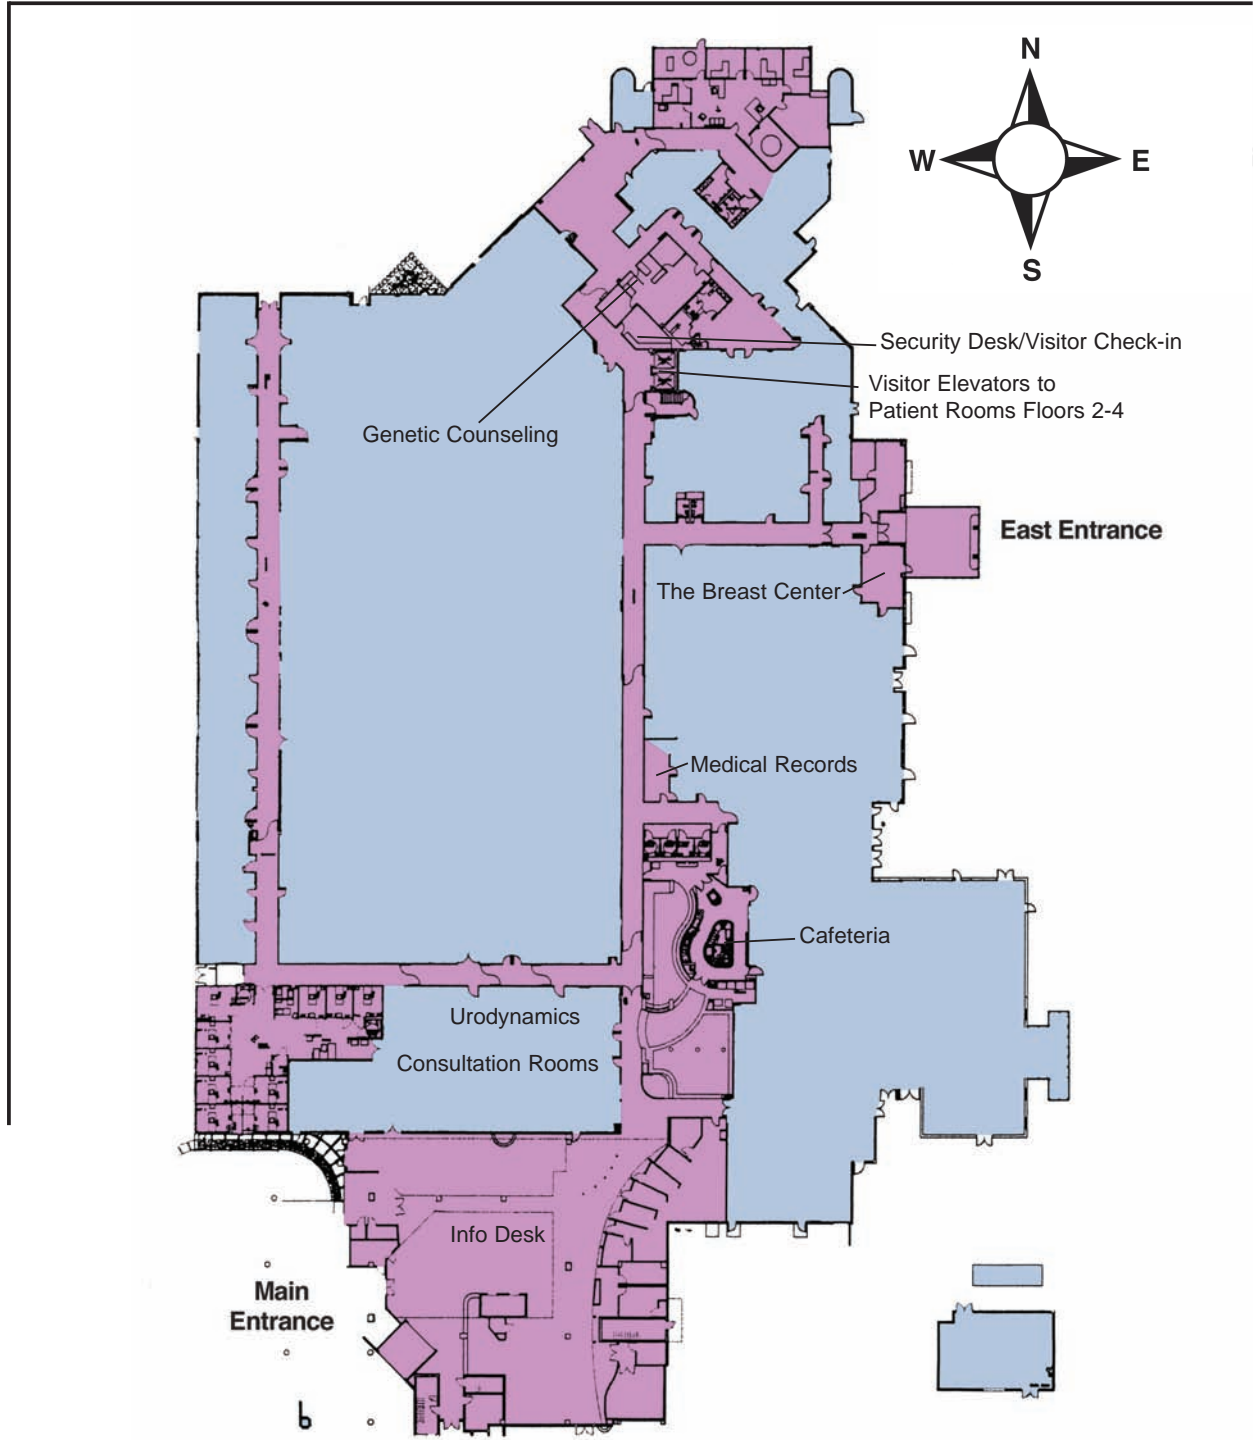 N
W
E
S
Security Desk/Visitor Check-in
Visitor Elevators to
Patient Rooms Floors 2-4
Genetic Counseling
East Entrance
The Breast Center
Medical Records
Cafeteria
Urodynamics
Consultation Rooms
Info Desk
Main
Entrance